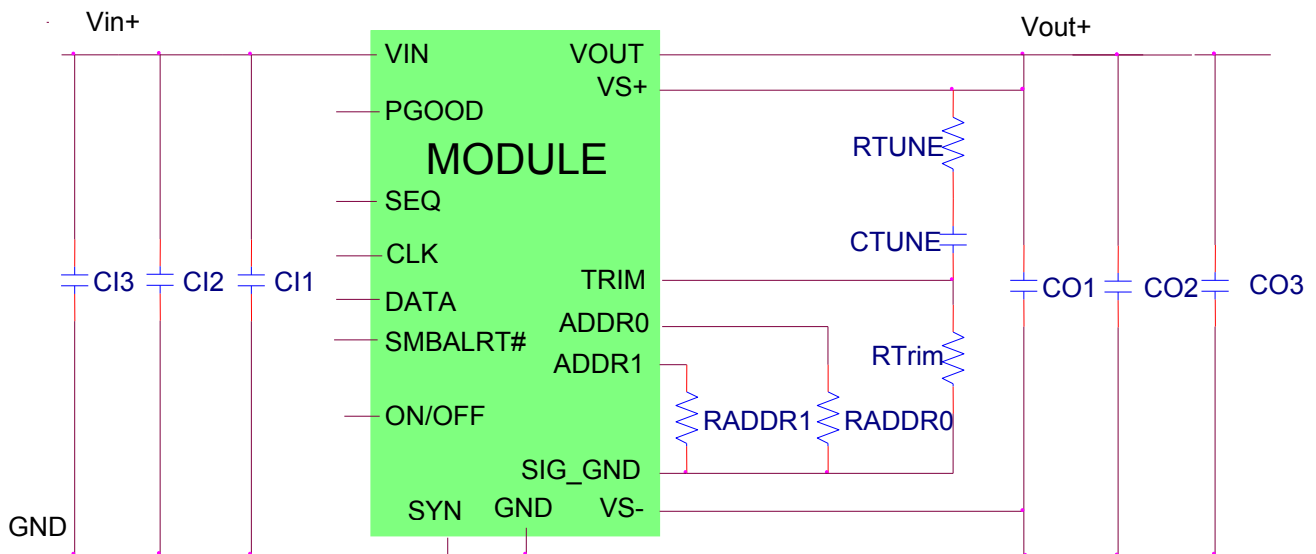 Vin+
Vout+
VIN
VOUT
VS+
PGOOD
MODULE
RTUNE
SEQ
CTUNE
CLK
TRIM
CI3
CI2
CI1
CO1
CO2
CO3
DATA
ADDR0
SMBALRT#
ADDR1
RTrim
ON/OFF
RADDR1
RADDR0
SIG_GND
SYN
GND
VS-
GND